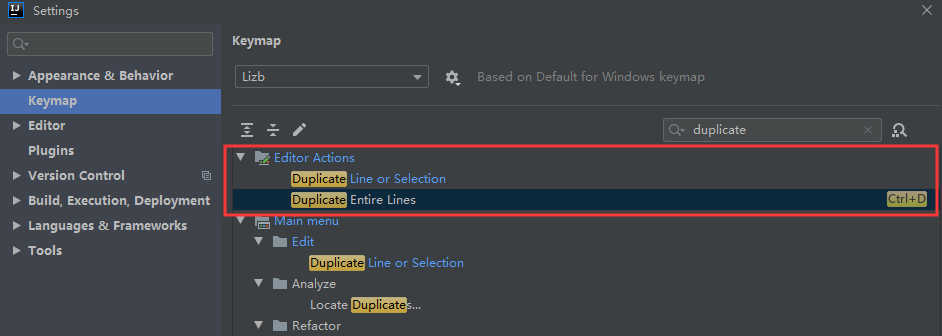 IJ
Settings
Appearance & Behavior
Keymap
Editor
Plugins
Version Control
Build, Execution, Deployment
Languages & Frameworks
Tools
Keymap
Lizb
Based on Default for Windows keymap
duplicate
Editor Actions
Duplicate Line or Selection
Duplicate Entire Lines Ctrl+D
Main menu
Edit
Duplicate Line or Selection
Analyze
Locate Duplicates...
Refactor